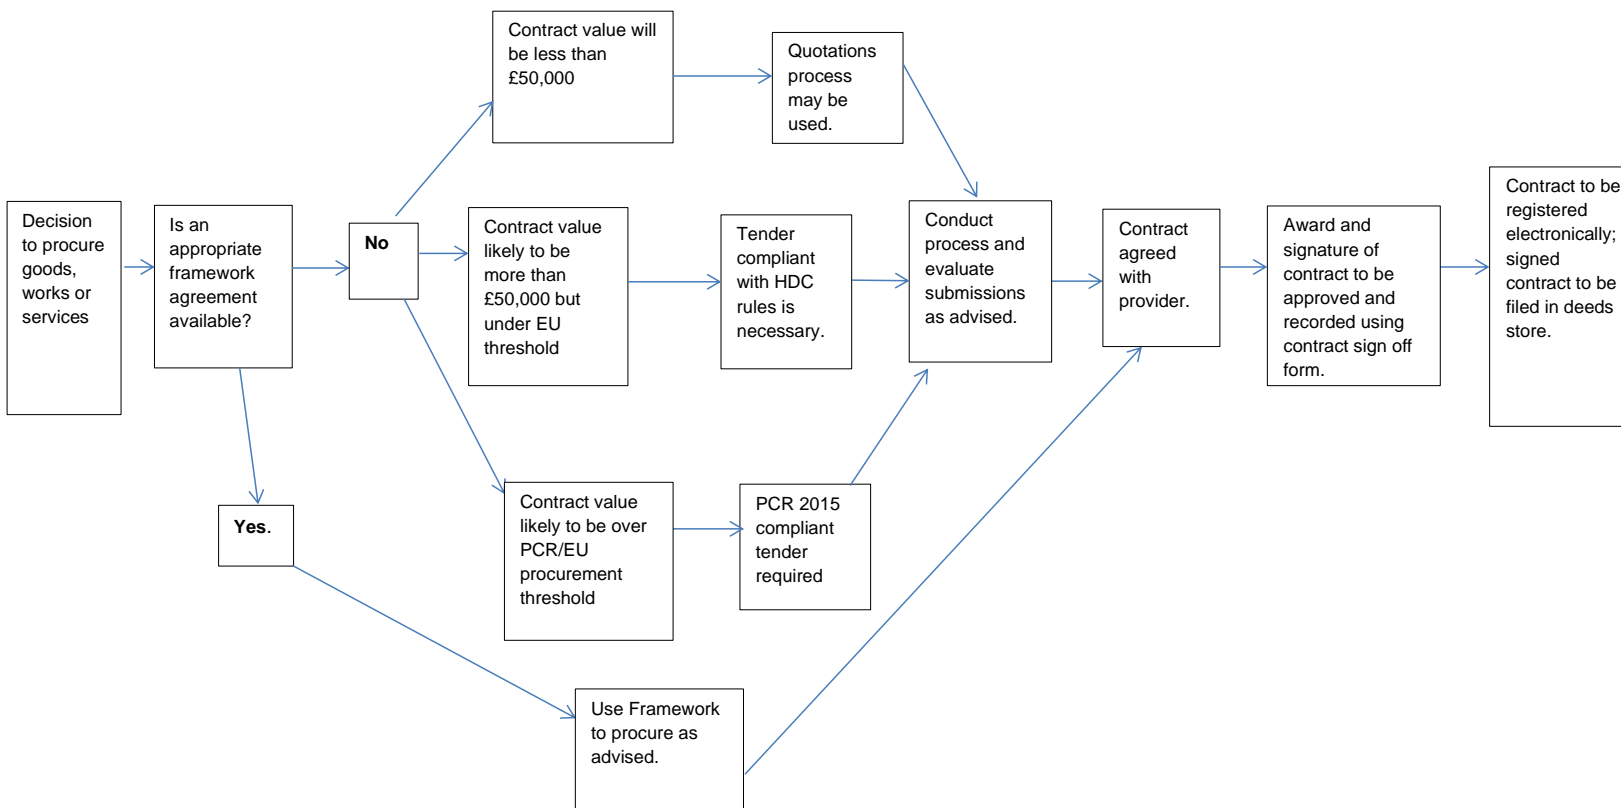 Contract value will
be less than
£50,000
Quotations
process
may be
used.
Decision
to procure
goods,
works or
services
Is an
appropriate
framework
agreement
available?
No
Contract value
likely to be
more than
£50,000 but
under EU
threshold
Tender
compliant
with HDC
rules is
necessary.
Conduct
process and
evaluate
submissions
as advised.
Contract
agreed
with
provider.
Award and
signature of
contract to be
approved and
recorded using
contract sign off
form.
Contract to be
registered
electronically;
signed
contract to be
filed in deeds
store.
Yes.
Contract value
likely to be over
PCR/EU
procurement
threshold
PCR 2015
compliant
tender
required
Use Framework
to procure as
advised.